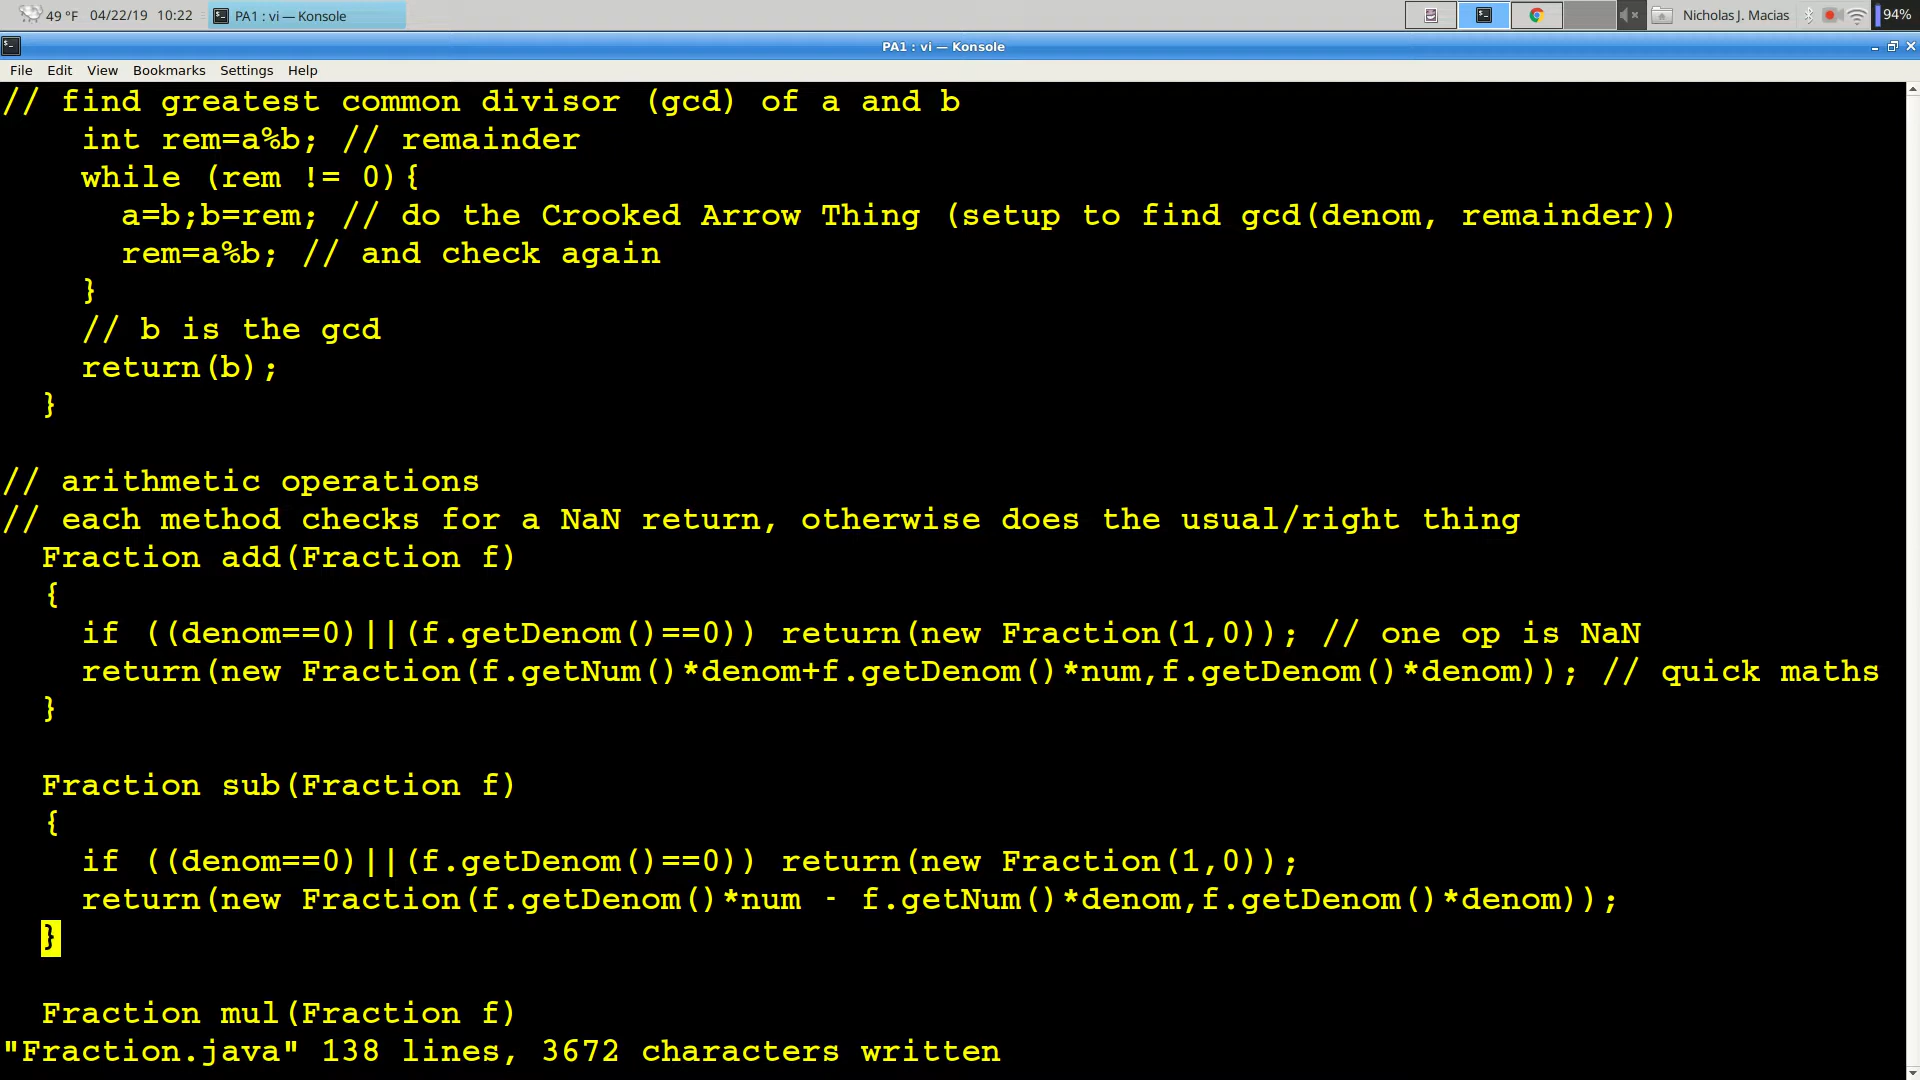 49 °F 04/22/19 10:22 PA1 : vi — Konsole Nicholas J. Macias 94%
PA1 : vi — Konsole
File Edit View Bookmarks Settings Help
// find greatest common divisor (gcd) of a and b
    int rem=a%b; // remainder
    while (rem != 0){
      a=b;b=rem; // do the Crooked Arrow Thing (setup to find gcd(denom, remainder))
      rem=a%b; // and check again
    }
    // b is the gcd
    return(b);
  }
// arithmetic operations
// each method checks for a NaN return, otherwise does the usual/right thing
  Fraction add(Fraction f)
  {
    if ((denom==0)||(f.getDenom()==0)) return(new Fraction(1,0)); // one op is NaN
    return(new Fraction(f.getNum()*denom+f.getDenom()*num,f.getDenom()*denom)); // quick maths
  }
  Fraction sub(Fraction f)
  {
    if ((denom==0)||(f.getDenom()==0)) return(new Fraction(1,0));
    return(new Fraction(f.getDenom()*num - f.getNum()*denom,f.getDenom()*denom));
  }
  Fraction mul(Fraction f)
"Fraction.java" 138 lines, 3672 characters written